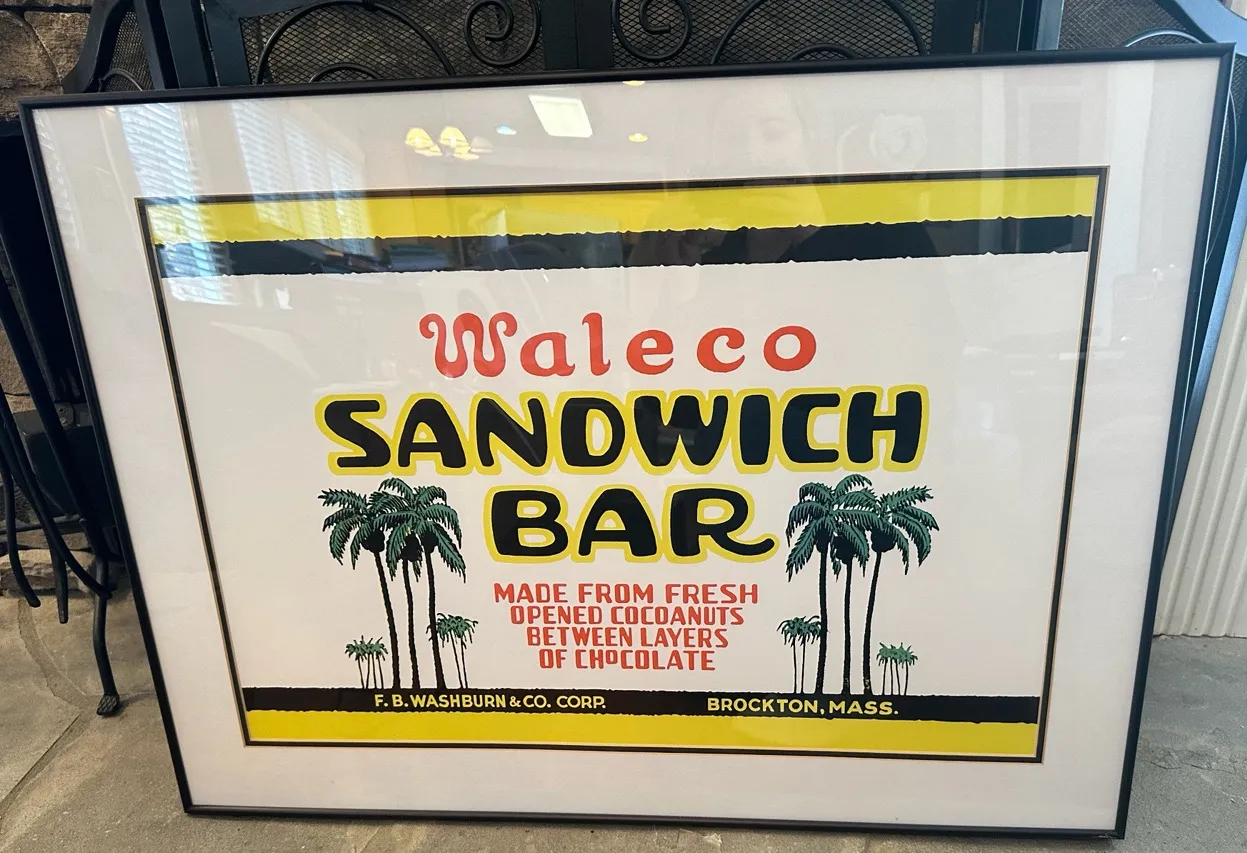 Waleco
SANDWICH
BAR
MADE FROM FRESH
OPENED COCOANUTS
BETWEEN LAYERS
OF CHOCOLATE
F. B. WASHBURN & CO. CORP. BROCKTON, MASS.